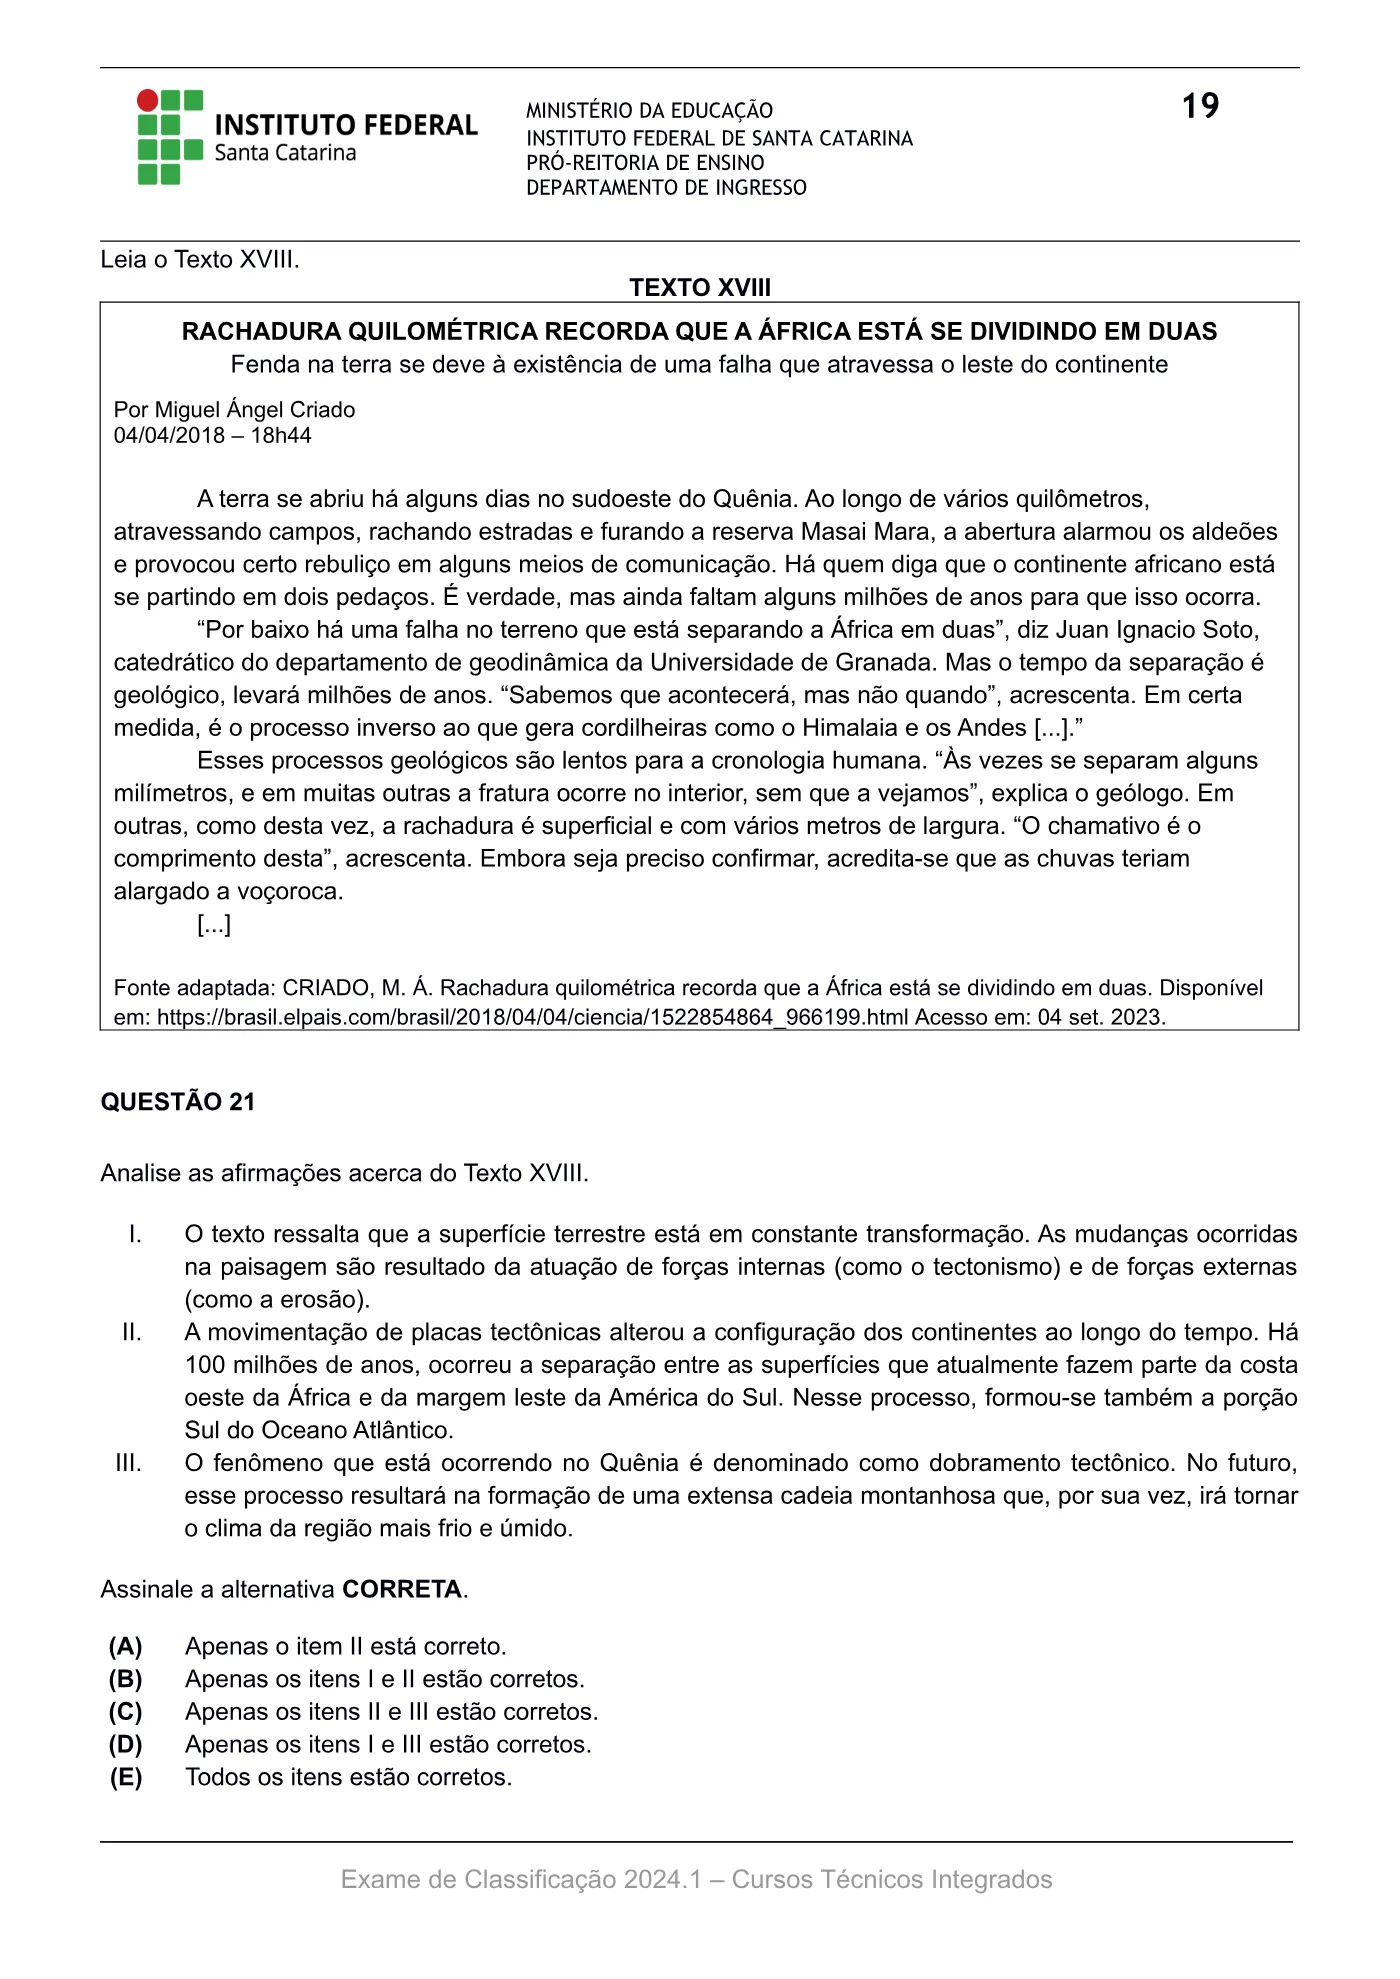 INSTITUTO FEDERAL
Santa Catarina
MINISTÉRIO DA EDUCAÇÃO
INSTITUTO FEDERAL DE SANTA CATARINA
PRÓ-REITORIA DE ENSINO
DEPARTAMENTO DE INGRESSO
19
Leia o Texto XVIII.
TEXTO XVIII
RACHADURA QUILOMÉTRICA RECORDA QUE A ÁFRICA ESTÁ SE DIVIDINDO EM DUAS
Fenda na terra se deve à existência de uma falha que atravessa o leste do continente
Por Miguel Ángel Criado
04/04/2018 – 18h44
A terra se abriu há alguns dias no sudoeste do Quênia. Ao longo de vários quilômetros,
atravessando campos, rachando estradas e furando a reserva Masai Mara, a abertura alarmou os aldeões
e provocou certo rebuliço em alguns meios de comunicação. Há quem diga que o continente africano está
se partindo em dois pedaços. É verdade, mas ainda faltam alguns milhões de anos para que isso ocorra.
“Por baixo há uma falha no terreno que está separando a África em duas”, diz Juan Ignacio Soto,
catedrático do departamento de geodinâmica da Universidade de Granada. Mas o tempo da separação é
geológico, levará milhões de anos. “Sabemos que acontecerá, mas não quando”, acrescenta. Em certa
medida, é o processo inverso ao que gera cordilheiras como o Himalaia e os Andes [...].”
Esses processos geológicos são lentos para a cronologia humana. “Às vezes se separam alguns
milímetros, e em muitas outras a fratura ocorre no interior, sem que a vejamos”, explica o geólogo. Em
outras, como desta vez, a rachadura é superficial e com vários metros de largura. “O chamativo é o
comprimento desta”, acrescenta. Embora seja preciso confirmar, acredita-se que as chuvas teriam
alargado a voçoroca.
[...]
Fonte adaptada: CRIADO, M. Á. Rachadura quilométrica recorda que a África está se dividindo em duas. Disponível
em: https://brasil.elpais.com/brasil/2018/04/04/ciencia/1522854864_966199.html Acesso em: 04 set. 2023.
QUESTÃO 21
Analise as afirmações acerca do Texto XVIII.
I. O texto ressalta que a superfície terrestre está em constante transformação. As mudanças ocorridas
na paisagem são resultado da atuação de forças internas (como o tectonismo) e de forças externas
(como a erosão).
II. A movimentação de placas tectônicas alterou a configuração dos continentes ao longo do tempo. Há
100 milhões de anos, ocorreu a separação entre as superfícies que atualmente fazem parte da costa
oeste da África e da margem leste da América do Sul. Nesse processo, formou-se também a porção
Sul do Oceano Atlântico.
III. O fenômeno que está ocorrendo no Quênia é denominado como dobramento tectônico. No futuro,
esse processo resultará na formação de uma extensa cadeia montanhosa que, por sua vez, irá tornar
o clima da região mais frio e úmido.
Assinale a alternativa CORRETA.
(A) Apenas o item II está correto.
(B) Apenas os itens I e II estão corretos.
(C) Apenas os itens II e III estão corretos.
(D) Apenas os itens I e III estão corretos.
(E) Todos os itens estão corretos.
Exame de Classificação 2024.1 – Cursos Técnicos Integrados